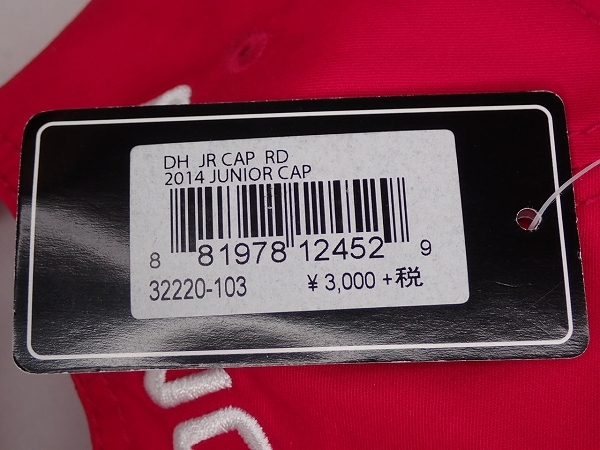 DH JR CAP RD
2014 JUNIOR CAP
8 81978 12452 9
32220-103 ¥ 3,000 +税